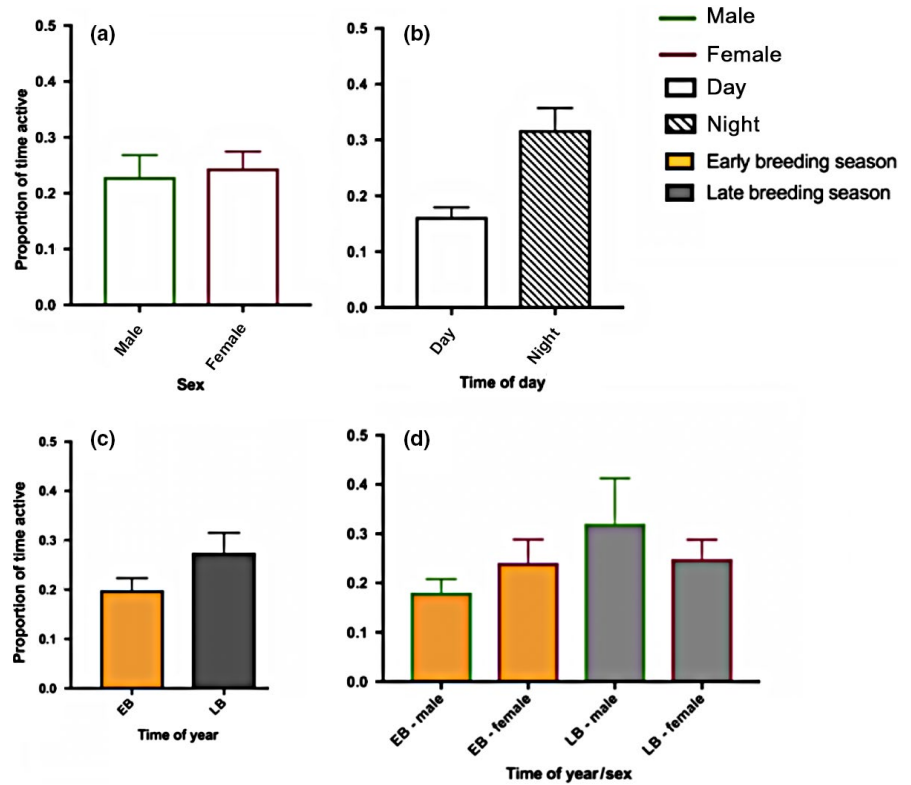 (a)
Proportion of time active
0.5
0.4
0.3
0.2
0.1
0.0
Male
Female
Sex
(b)
0.5
0.4
0.3
0.2
0.1
0.0
Day
Night
Time of day
Male
Female
Day
Night
Early breeding season
Late breeding season
(c)
Proportion of time active
0.5
0.4
0.3
0.2
0.1
0.0
EB
LB
Time of year
(d)
0.5
0.4
0.3
0.2
0.1
0.0
EB - male
EB - female
LB - male
LB - female
Time of year/sex